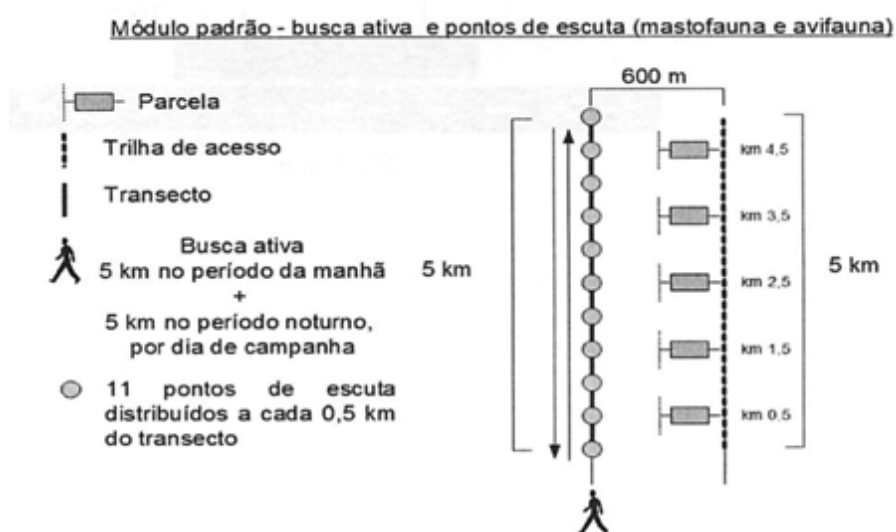 Módulo padrão - busca ativa e pontos de escuta (mastofauna e avifauna)
Parcela
Trilha de acesso
Transecto
Busca ativa
5 km no período da manhã
+
5 km no período noturno,
por dia de campanha
11 pontos de escuta
distribuídos a cada 0,5 km
do transecto
5 km
600 m
km 4,5
km 3,5
km 2,5
km 1,5
km 0,5
5 km